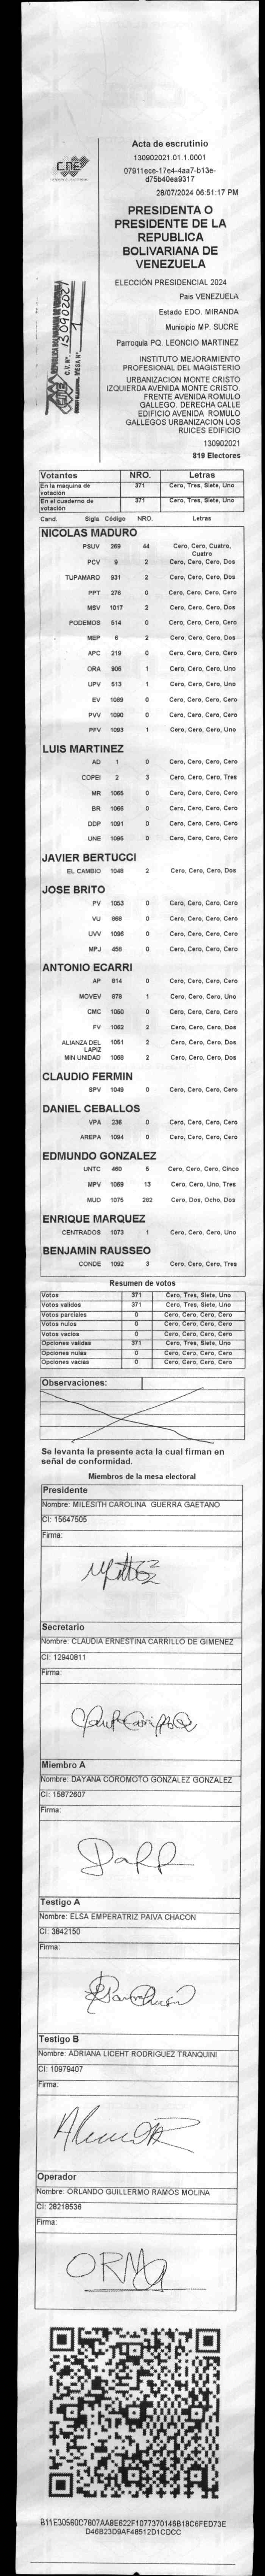 CNE
Acta de escrutinio
130902021.01.1.0001
07911ece-17e4-4aa7-b13e-
d75b40ea9317
28/07/2024 06:51:17 PM
PRESIDENTA O
PRESIDENTE DE LA
REPUBLICA
BOLIVARIANA DE
VENEZUELA
ELECCIÓN PRESIDENCIAL 2024
Pais VENEZUELA
Estado EDO. MIRANDA
Municipio MP. SUCRE
Parroquia PQ. LEONCIO MARTINEZ
INSTITUTO MEJORAMIENTO
PROFESIONAL DEL MAGISTERIO
URBANIZACION MONTE CRISTO
IZQUIERDA AVENIDA MONTE CRISTO.
FRENTE AVENIDA ROMULO
GALLEGO. DERECHA CALLE
EDIFICIO AVENIDA ROMULO
GALLEGOS URBANIZACION LOS
RUICES EDIFICIO
130902021
819 Electores
CNE
C.V. Nº 130902021
MESA Nº 1
Votantes NRO. Letras
En la máquina de votación 371 Cero, Tres, Siete, Uno
En el cuaderno de votación 371 Cero, Tres, Siete, Uno
Cand. Sigla Código NRO. Letras
NICOLAS MADURO
PSUV 269 44 Cero, Cero, Cuatro, Cuatro
PCV 9 2 Cero, Cero, Cero, Dos
TUPAMARO 931 2 Cero, Cero, Cero, Dos
PPT 276 0 Cero, Cero, Cero, Cero
MSV 1017 2 Cero, Cero, Cero, Dos
PODEMOS 514 0 Cero, Cero, Cero, Cero
MEP 6 2 Cero, Cero, Cero, Dos
APC 219 0 Cero, Cero, Cero, Cero
ORA 906 1 Cero, Cero, Cero, Uno
UPV 513 1 Cero, Cero, Cero, Uno
EV 1089 0 Cero, Cero, Cero, Cero
PVV 1090 0 Cero, Cero, Cero, Cero
PFV 1093 1 Cero, Cero, Cero, Uno
LUIS MARTINEZ
AD 1 0 Cero, Cero, Cero, Cero
COPEI 2 3 Cero, Cero, Cero, Tres
MR 1065 0 Cero, Cero, Cero, Cero
BR 1066 0 Cero, Cero, Cero, Cero
DDP 1091 0 Cero, Cero, Cero, Cero
UNE 1095 0 Cero, Cero, Cero, Cero
JAVIER BERTUCCI
EL CAMBIO 1048 2 Cero, Cero, Cero, Dos
JOSE BRITO
PV 1053 0 Cero, Cero, Cero, Cero
VU 968 0 Cero, Cero, Cero, Cero
UVV 1096 0 Cero, Cero, Cero, Cero
MPJ 459 0 Cero, Cero, Cero, Cero
ANTONIO ECARRI
AP 914 0 Cero, Cero, Cero, Cero
MOVEV 978 1 Cero, Cero, Cero, Uno
CMC 1050 0 Cero, Cero, Cero, Cero
FV 1082 2 Cero, Cero, Cero, Dos
ALIANZA DEL LAPIZ 1051 2 Cero, Cero, Cero, Dos
MIN UNIDAD 1068 2 Cero, Cero, Cero, Dos
CLAUDIO FERMIN
SPV 1049 0 Cero, Cero, Cero, Cero
DANIEL CEBALLOS
VPA 236 0 Cero, Cero, Cero, Cero
AREPA 1094 0 Cero, Cero, Cero, Cero
EDMUNDO GONZALEZ
UNTC 460 5 Cero, Cero, Cero, Cinco
MPV 1069 13 Cero, Cero, Uno, Tres
MUD 1075 282 Cero, Dos, Ocho, Dos
ENRIQUE MARQUEZ
CENTRADOS 1073 1 Cero, Cero, Cero, Uno
BENJAMIN RAUSSEO
CONDE 1092 3 Cero, Cero, Cero, Tres
Resumen de votos
Votos 371 Cero, Tres, Siete, Uno
Votos validos 371 Cero, Tres, Siete, Uno
Votos parciales 0 Cero, Cero, Cero, Cero
Votos nulos 0 Cero, Cero, Cero, Cero
Votos vacios 0 Cero, Cero, Cero, Cero
Opciones validas 371 Cero, Tres, Siete, Uno
Opciones nulas 0 Cero, Cero, Cero, Cero
Opciones vacias 0 Cero, Cero, Cero, Cero
Observaciones:
Se levanta la presente acta la cual firman en
señal de conformidad.
Miembros de la mesa electoral
Presidente
Nombre: MILESITH CAROLINA GUERRA GAETANO
CI: 15647505
Firma:
Secretario
Nombre: CLAUDIA ERNESTINA CARRILLO DE GIMENEZ
CI: 12940811
Firma:
Miembro A
Nombre: DAYANA COROMOTO GONZALEZ GONZALEZ
CI: 15872607
Firma:
Testigo A
Nombre: ELSA EMPERATRIZ PAIVA CHACON
CI: 3842150
Firma:
Testigo B
Nombre: ADRIANA LICEHT RODRIGUEZ TRANQUINI
CI: 10979407
Firma:
Operador
Nombre: ORLANDO GUILLERMO RAMOS MOLINA
CI: 28218536
Firma:
ORM
B11E30560C7807AA8E622F1077370146B18C6FED73E
D46B23D9AF48512D1CDCC